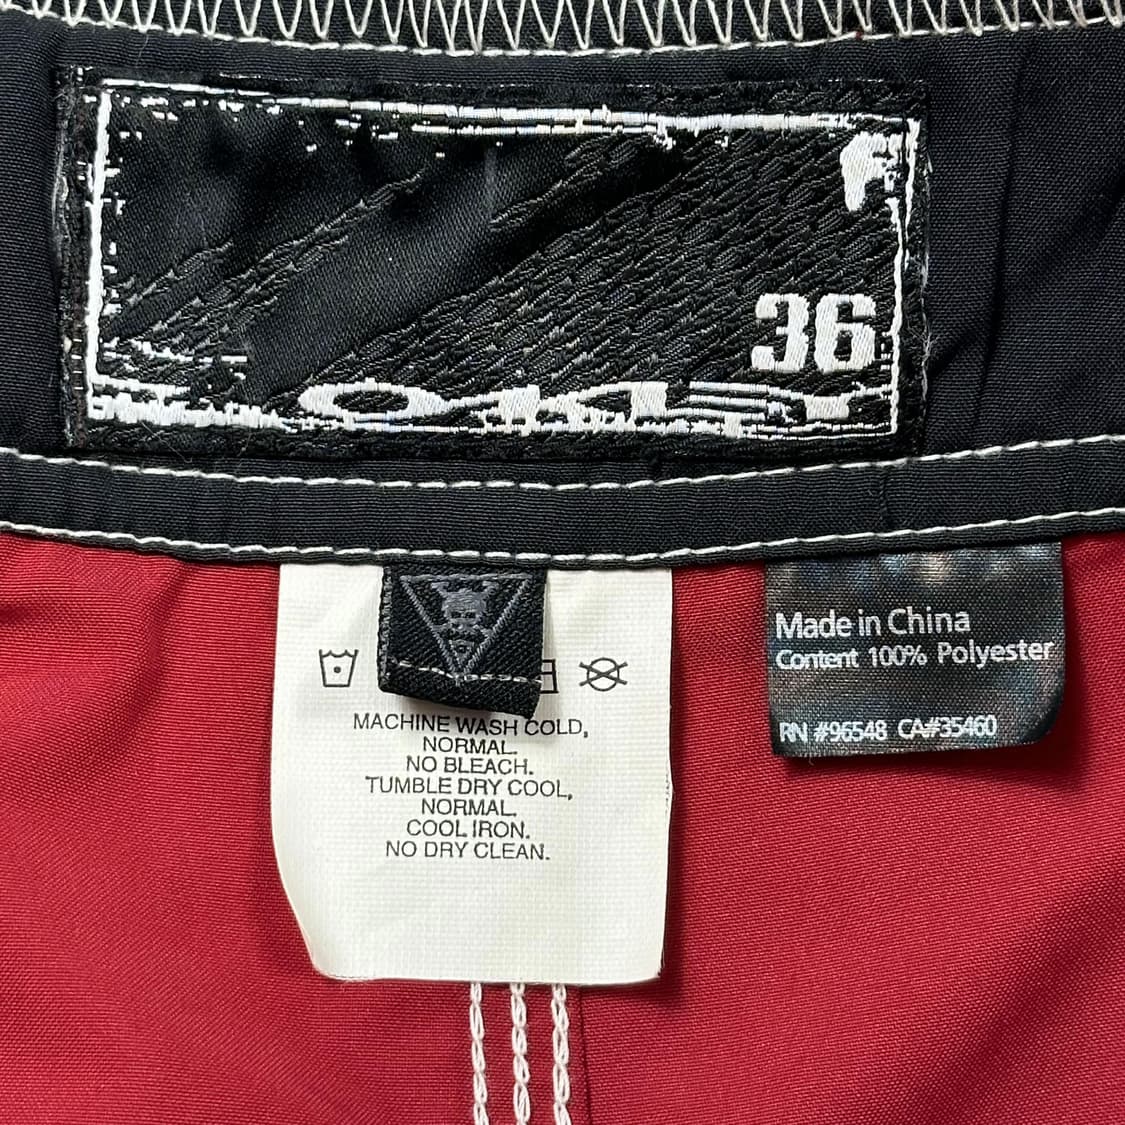 36
MACHINE WASH COLD,
NORMAL.
NO BLEACH.
TUMBLE DRY COOL,
NORMAL.
COOL IRON.
NO DRY CLEAN.
Made in China
Content 100% Polyester
RN #96548 CA#35460